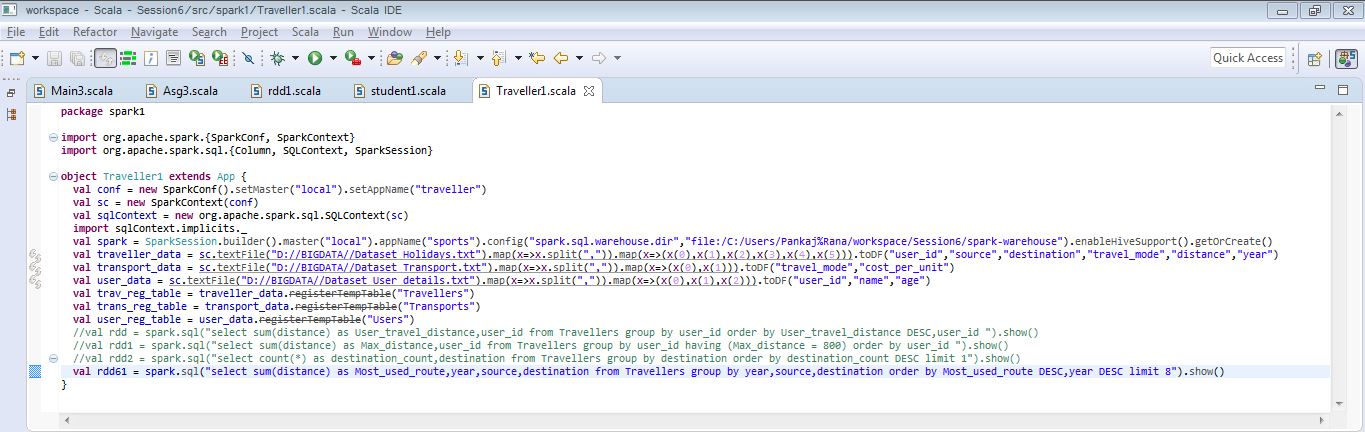 workspace - Scala - Session6/src/spark1/Traveller1.scala - Scala IDE
File Edit Refactor Navigate Search Project Scala Run Window Help
Quick Access
Main3.scala Asg3.scala rdd1.scala student1.scala Traveller1.scala
package spark1
import org.apache.spark.{SparkConf, SparkContext}
import org.apache.spark.sql.{Column, SQLContext, SparkSession}
object Traveller1 extends App {
val conf = new SparkConf().setMaster("local").setAppName("traveller")
val sc = new SparkContext(conf)
val sqlContext = new org.apache.spark.sql.SQLContext(sc)
import sqlContext.implicits._
val spark = SparkSession.builder().master("local").appName("sports").config("spark.sql.warehouse.dir","file:/C:/Users/Pankaj%Rana/workspace/Session6/spark-warehouse").enableHiveSupport().getOrCreate()
val traveller_data = sc.textFile("D://BIGDATA//Dataset_Holidays.txt").map(x=>x.split(",")).map(x=>(x(0),x(1),x(2),x(3),x(4),x(5))).toDF("user_id","source","destination","travel_mode","distance","year")
val transport_data = sc.textFile("D://BIGDATA//Dataset_Transport.txt").map(x=>x.split(",")).map(x=>(x(0),x(1))).toDF("travel_mode","cost_per_unit")
val user_data = sc.textFile("D://BIGDATA//Dataset_User_details.txt").map(x=>x.split(",")).map(x=>(x(0),x(1),x(2))).toDF("user_id","name","age")
val trav_reg_table = traveller_data.registerTempTable("Travellers")
val trans_reg_table = transport_data.registerTempTable("Transports")
val user_reg_table = user_data.registerTempTable("Users")
//val rdd = spark.sql("select sum(distance) as User_travel_distance,user_id from Travellers group by user_id order by User_travel_distance DESC,user_id ").show()
//val rdd1 = spark.sql("select sum(distance) as Max_distance,user_id from Travellers group by user_id having (Max_distance = 800) order by user_id ").show()
//val rdd2 = spark.sql("select count(*) as destination_count,destination from Travellers group by destination order by destination_count DESC limit 1").show()
val rdd61 = spark.sql("select sum(distance) as Most_used_route,year,source,destination from Travellers group by year,source,destination order by Most_used_route DESC,year DESC limit 8").show()
}